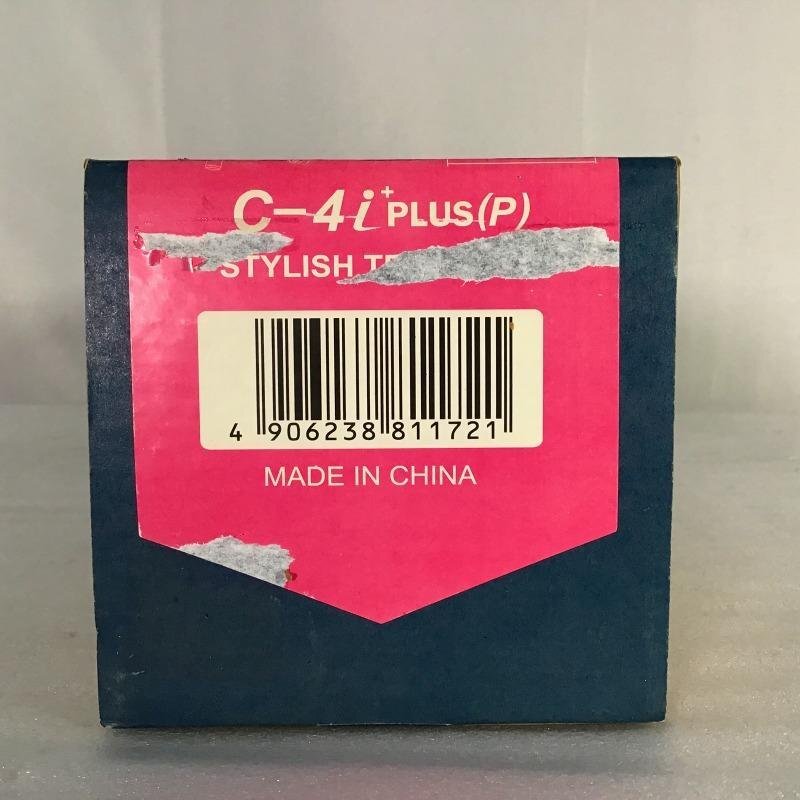 C-4i+PLUS(P)
STYLISH
4 906238 811721
MADE IN CHINA